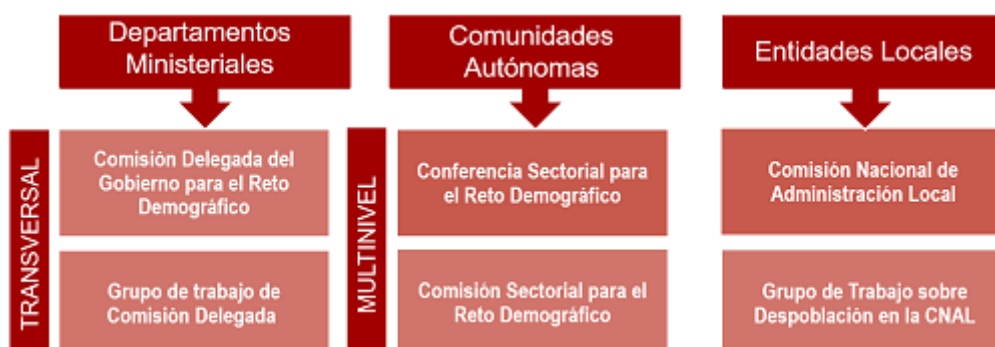 Departamentos
Ministeriales
Comunidades
Autónomas
Entidades Locales
TRANSVERSAL
Comisión Delegada del
Gobierno para el Reto
Demográfico
MULTINIVEL
Conferencia Sectorial para
el Reto Demográfico
Comisión Nacional de
Administración Local
Grupo de trabajo de
Comisión Delegada
Comisión Sectorial para el
Reto Demográfico
Grupo de Trabajo sobre
Despoblación en la CNAL